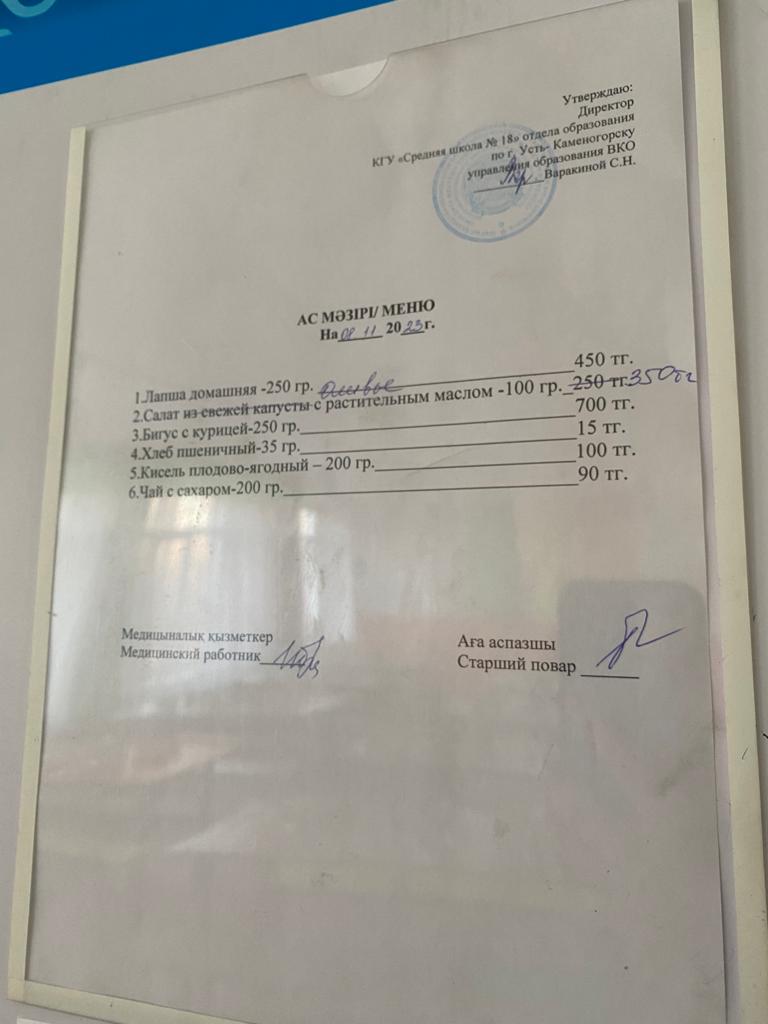 Утверждаю:
Директор
КГУ «Средняя школа № 18» отдела образования
по г. Усть- Каменогорску
управления образования ВКО
Варакиной С.Н.
АС МӘЗІРІ/ МЕНЮ
На 08 11 2023г.
1.Лапша домашняя -250 гр. 450 тг.
оливье
2.Салат из свежей капусты с растительным маслом -100 гр. 250 тг. 350тг
3.Бигус с курицей-250 гр. 700 тг.
4.Хлеб пшеничный-35 гр. 15 тг.
5.Кисель плодово-ягодный – 200 гр. 100 тг.
6.Чай с сахаром-200 гр. 90 тг.
Медициналық қызметкер
Медицинский работник
Аға аспазшы
Старший повар